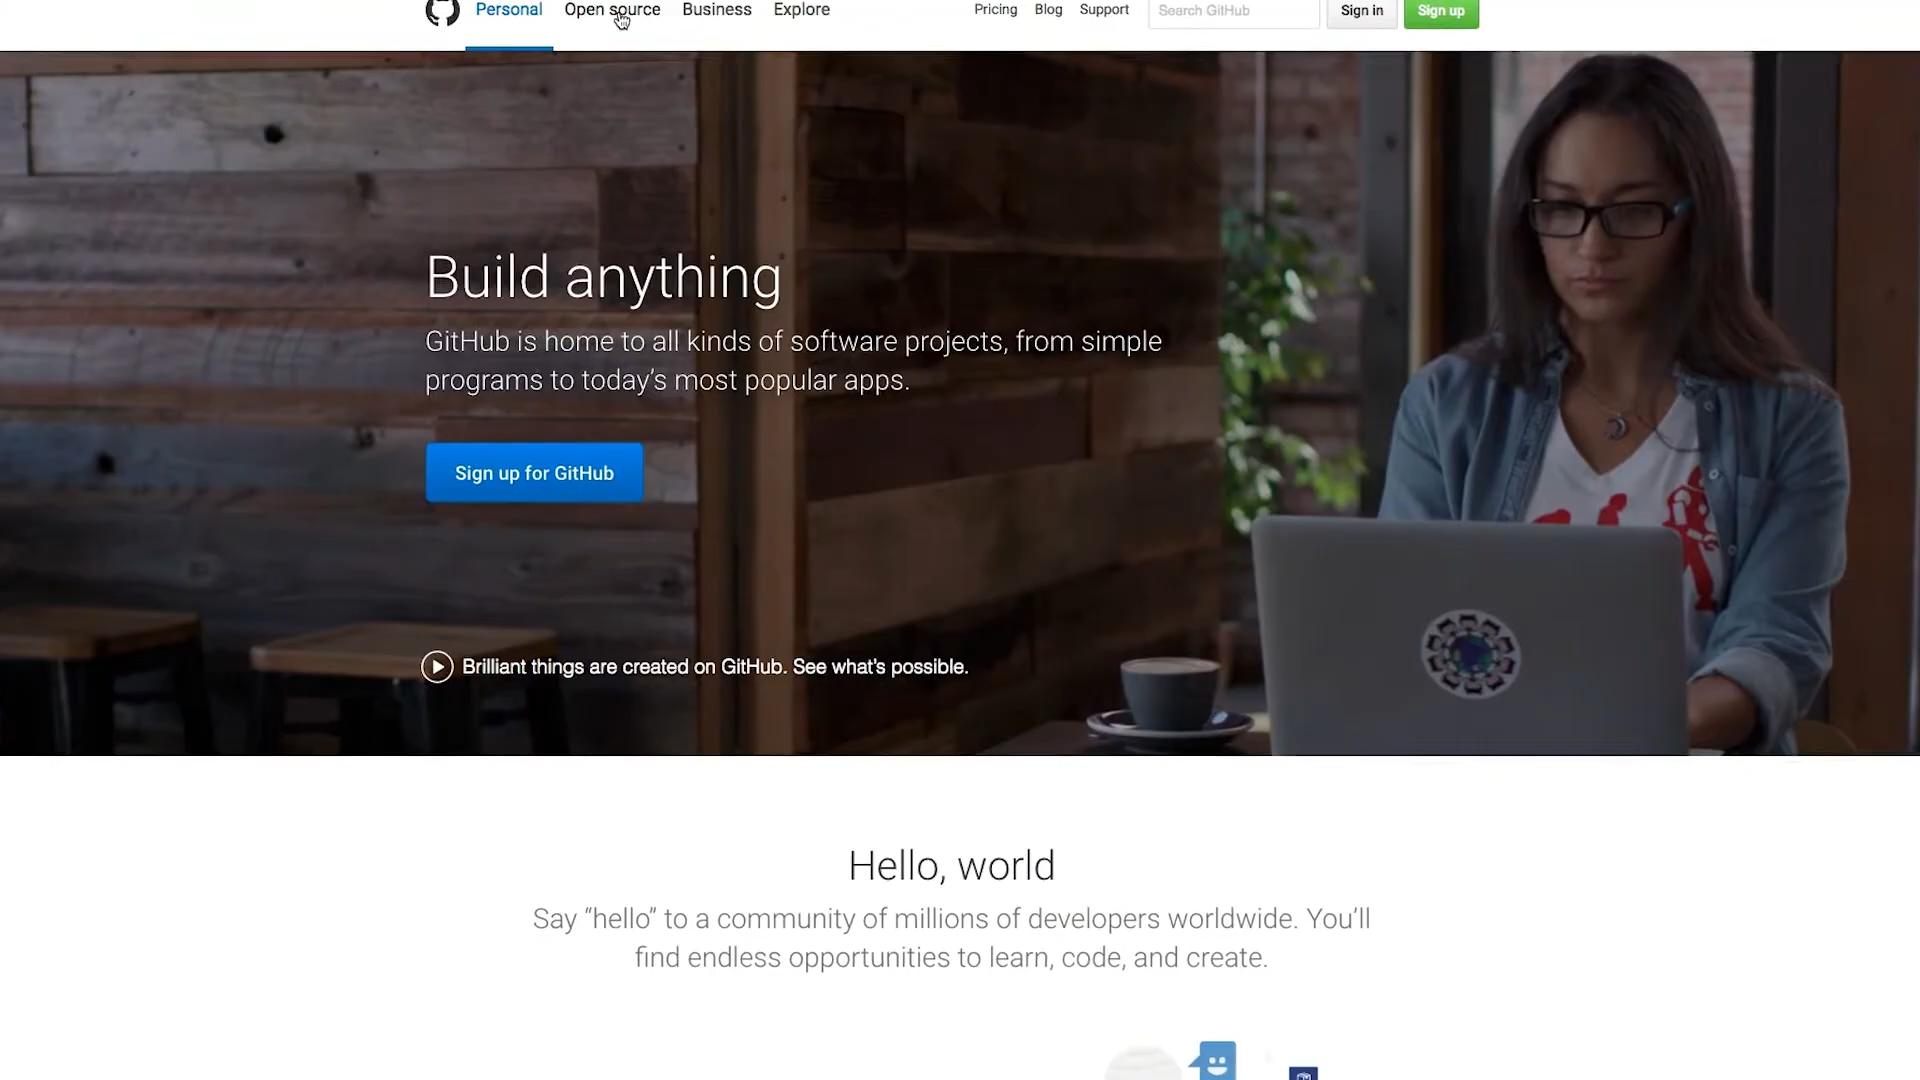 Personal Open source Business Explore Pricing Blog Support Search GitHub Sign in Sign up
Build anything
GitHub is home to all kinds of software projects, from simple
programs to today’s most popular apps.
Sign up for GitHub
Brilliant things are created on GitHub. See what's possible.
Hello, world
Say “hello” to a community of millions of developers worldwide. You’ll
find endless opportunities to learn, code, and create.